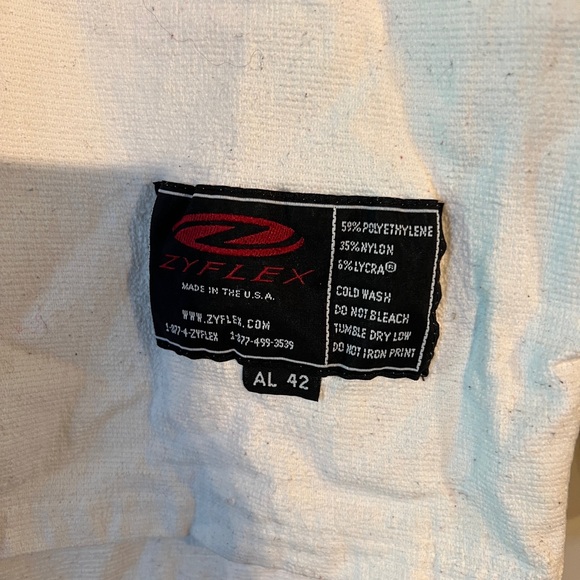 ZYFLEX
MADE IN THE U.S.A.
WWW.ZYFLEX.COM
1-877-4-ZYFLEX 1-877-499-3539
59% POLYETHYLENE
35% NYLON
6% LYCRA®
COLD WASH
DO NOT BLEACH
TUMBLE DRY LOW
DO NOT IRON PRINT
AL 42